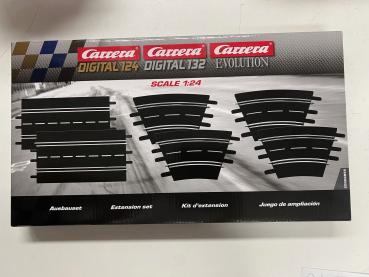 Carrera Carrera Carrera
DIGITAL 124 DIGITAL 132 EVOLUTION
SCALE 1:24
Ausbauset Extension set Kit d'extension Juego de ampliación